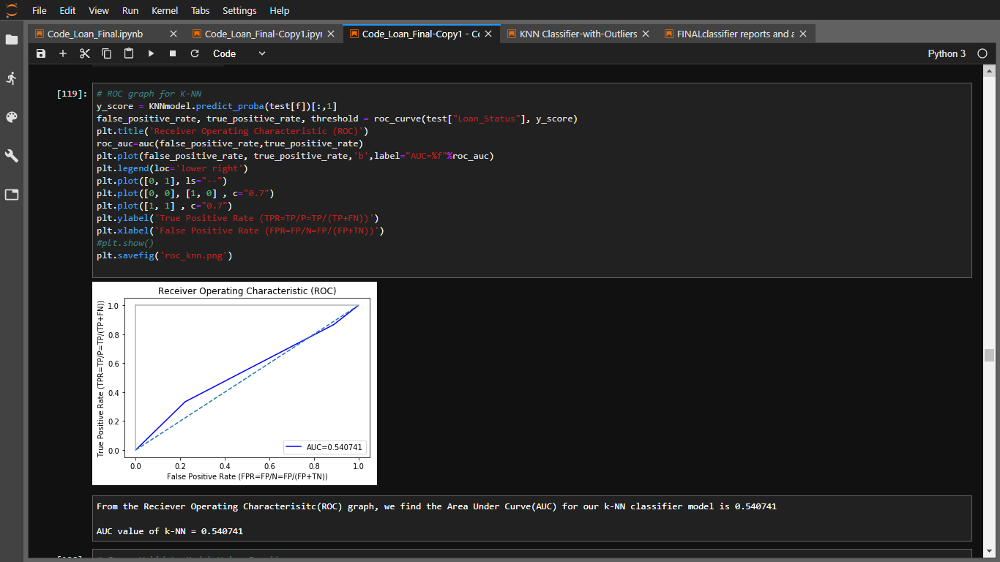 File Edit View Run Kernel Tabs Settings Help
Code_Loan_Final.ipynb
Code_Loan_Final-Copy1.ipyı
Code_Loan_Final-Copy1 - Co
KNN Classifier-with-Outliers
FINALclassifier reports and a
Code
Python 3
[119]:
# ROC graph for K-NN
y_score = KNNmodel.predict_proba(test[f])[:,1]
false_positive_rate, true_positive_rate, threshold = roc_curve(test["Loan_Status"], y_score)
plt.title('Receiver Operating Characteristic (ROC)')
roc_auc=auc(false_positive_rate,true_positive_rate)
plt.plot(false_positive_rate, true_positive_rate,'b',label="AUC=%f"%roc_auc)
plt.legend(loc='lower right')
plt.plot([0, 1], ls="--")
plt.plot([0, 0], [1, 0] , c="0.7")
plt.plot([1, 1] , c="0.7")
plt.ylabel('True Positive Rate (TPR=TP/P=TP/(TP+FN))')
plt.xlabel('False Positive Rate (FPR=FP/N=FP/(FP+TN))')
#plt.show()
plt.savefig('roc_knn.png')
Receiver Operating Characteristic (ROC)
True Positive Rate (TPR=TP/P=TP/(TP+FN))
1.0
0.8
0.6
0.4
0.2
0.0
AUC=0.540741
0.0 0.2 0.4 0.6 0.8 1.0
False Positive Rate (FPR=FP/N=FP/(FP+TN))
From the Reciever Operating Characterisitc(ROC) graph, we find the Area Under Curve(AUC) for our k-NN classifier model is 0.540741
AUC value of k-NN = 0.540741